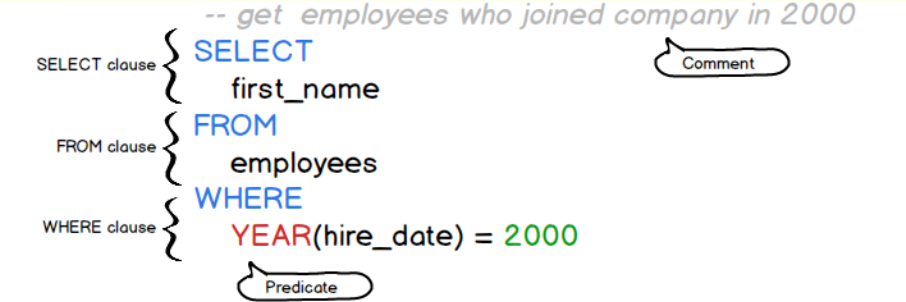 -- get employees who joined company in 2000
SELECT clause
SELECT
first_name
Comment
FROM clause
FROM
employees
WHERE clause
WHERE
YEAR(hire_date) = 2000
Predicate